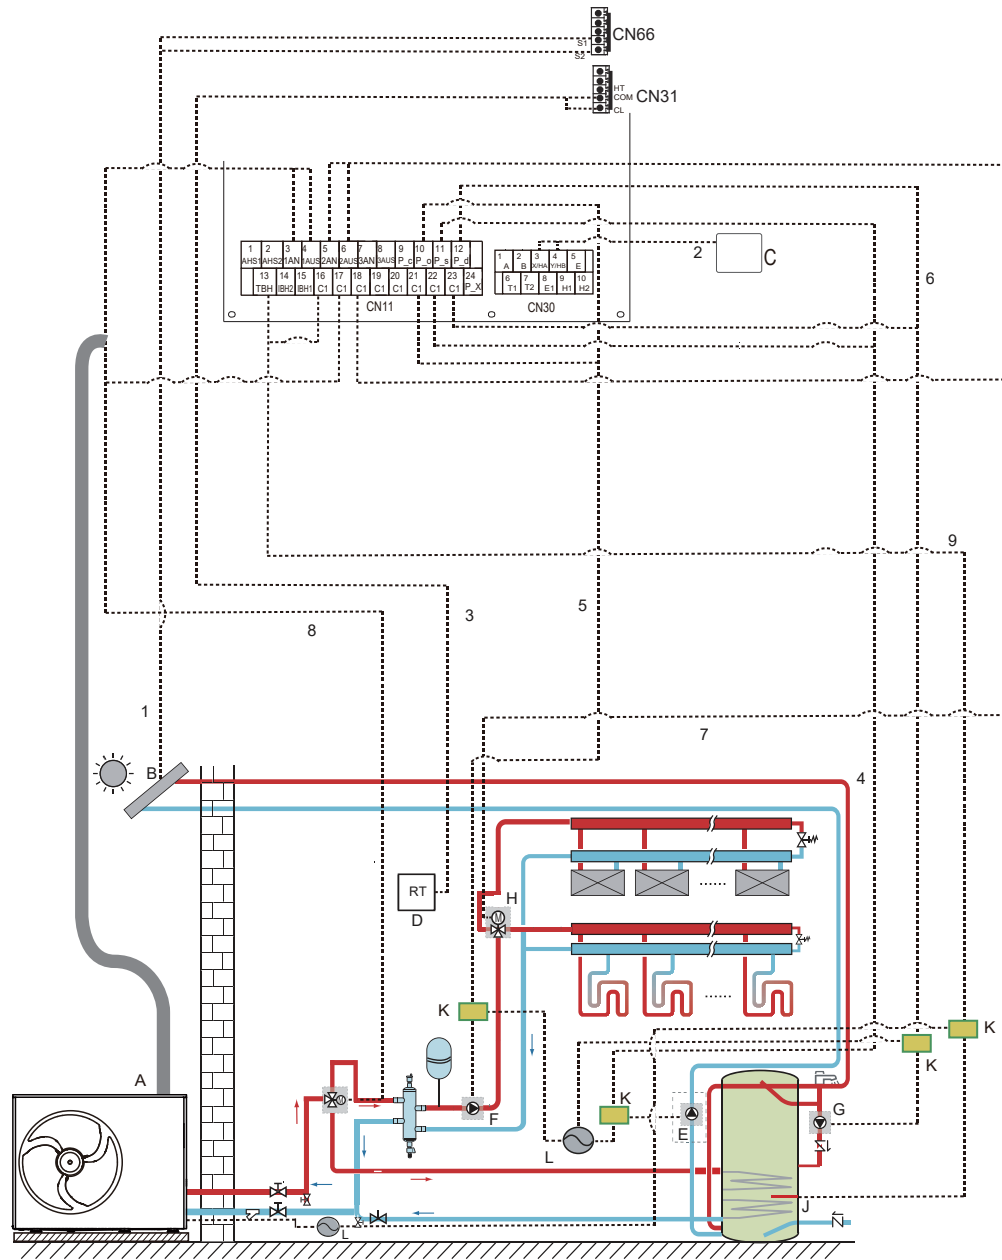 S1
S2
CN66
HT
COM
CL
CN31
1 2 3 4 5 6 7 8 9 10 11 12
AHS1 AHS2 1AN 1AUS 2AN 2AUS 3AN 3AUS P_c P_o P_s P_d
13 14 15 16 17 18 19 20 21 22 23 24
TBH IBH2 IBH1 C1 C1 C1 C1 C1 C1 C1 C1 P_X
CN11
1 2 3 4 5
A B X/HA Y/HB E
6 7 8 9 10
T1 T2 E1 H1 H2
CN30
2
C
6
9
5
3
8
1
7
4
B
RT
D
H
M
K
K
K
A
M
F
K
G
E
L
J
L